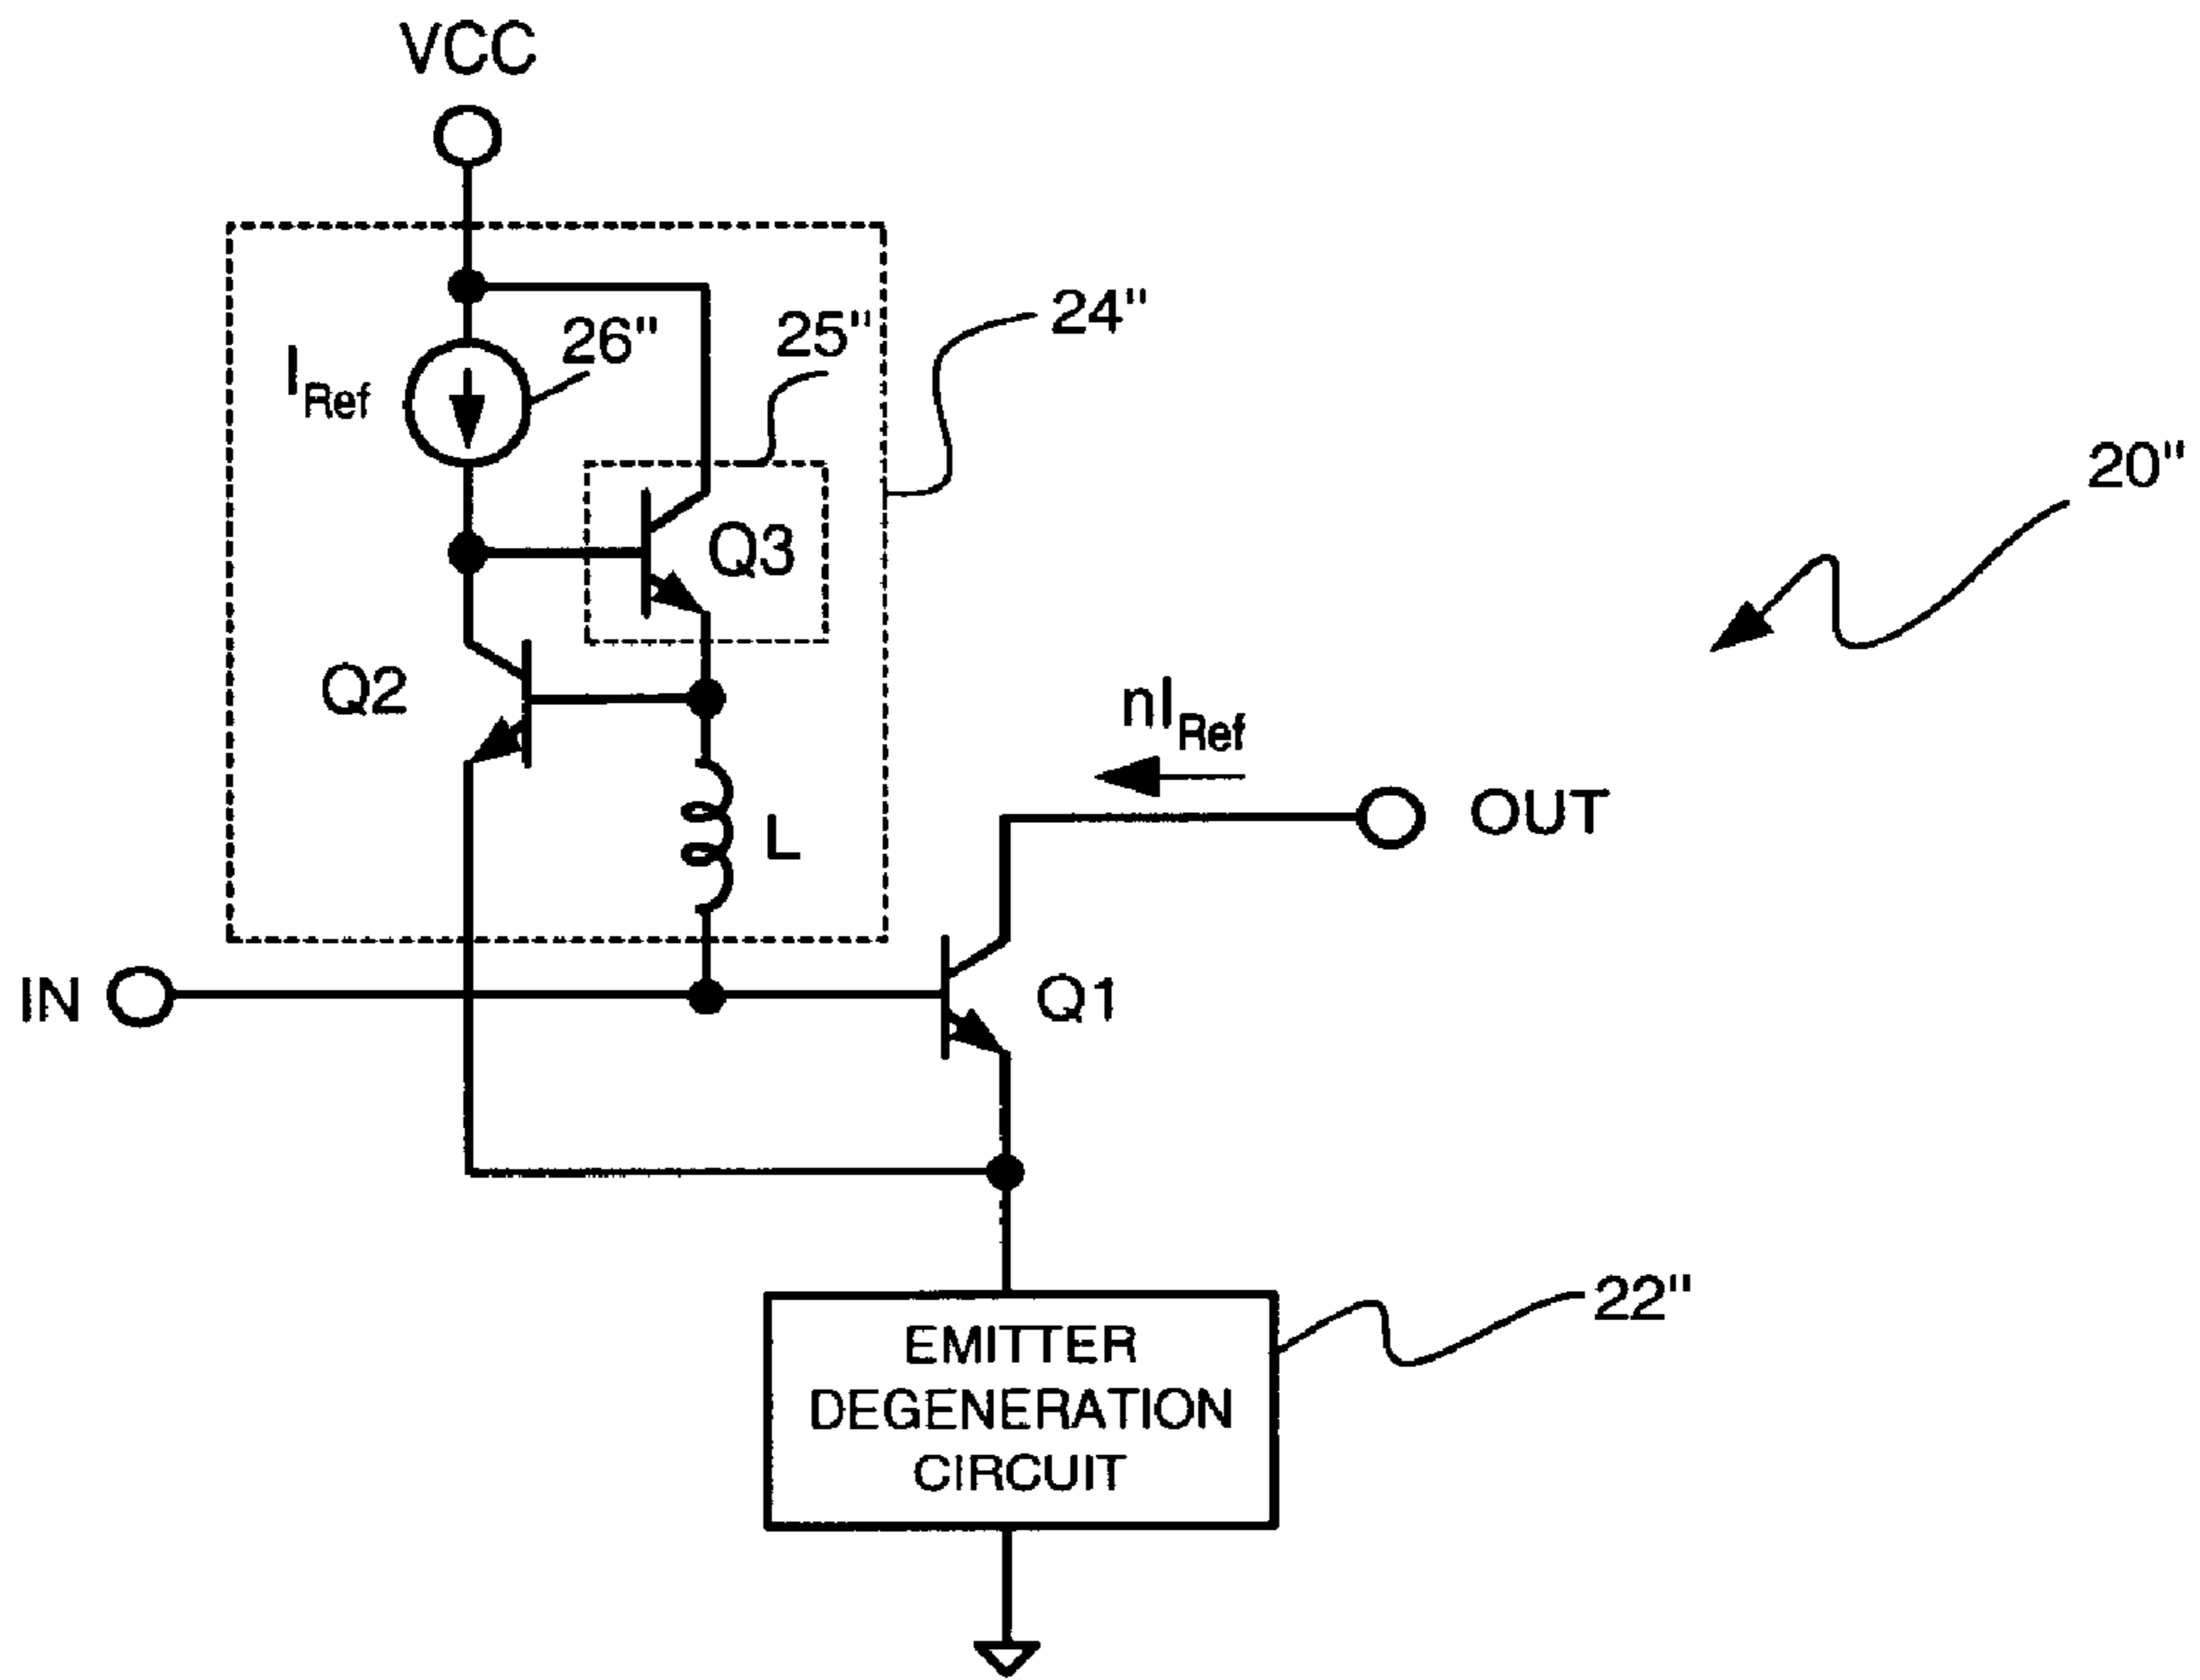 VCC
24"
25"
26"
I_Ref
20"
Q3
Q2
nI_Ref
OUT
L
IN
Q1
22"
EMITTER
DEGENERATION
CIRCUIT